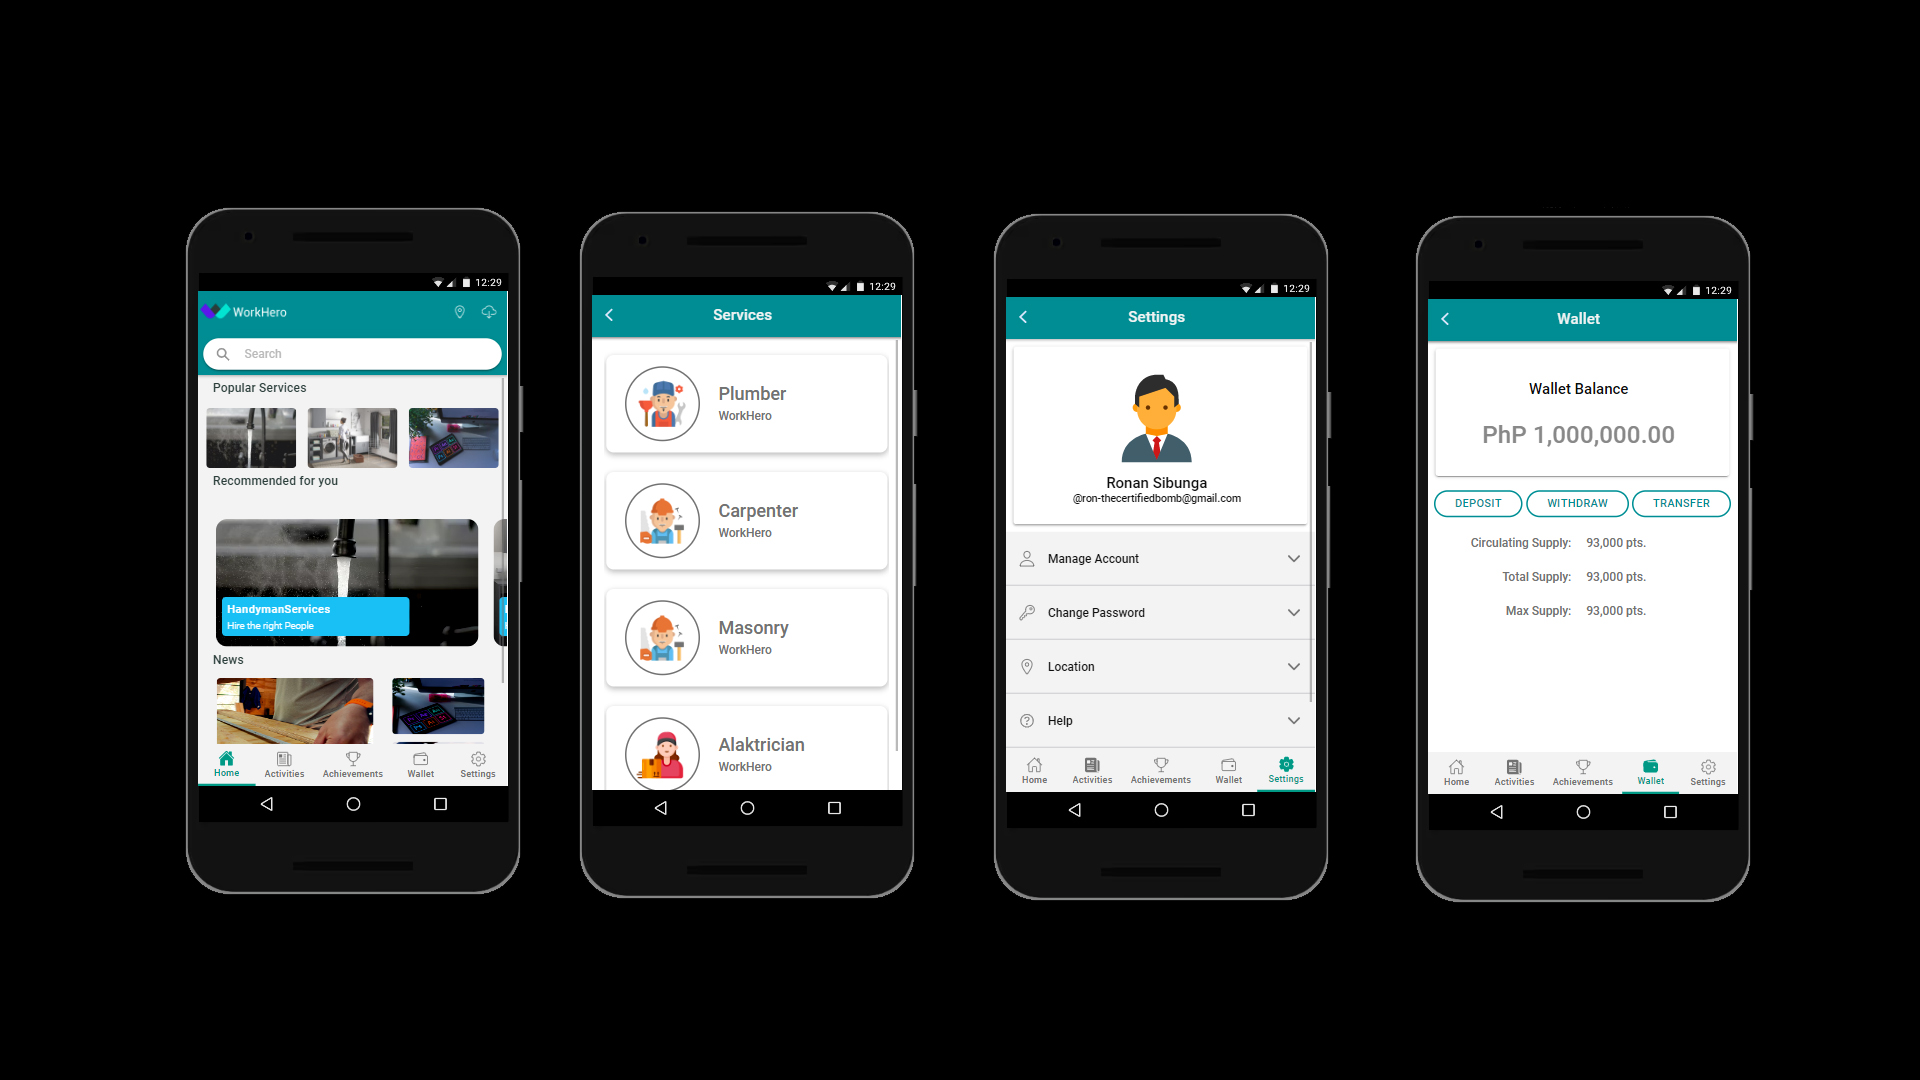 12:29
WorkHero
Search
Popular Services
Recommended for you
HandymanServices
Hire the right People
News
Home Activities Achievements Wallet Settings
12:29
Services
Plumber
WorkHero
Carpenter
WorkHero
Masonry
WorkHero
Alaktrician
WorkHero
12:29
Settings
Ronan Sibunga
@ron-thecertifiedbomb@gmail.com
Manage Account
Change Password
Location
Help
Home Activities Achievements Wallet Settings
12:29
Wallet
Wallet Balance
PhP 1,000,000.00
DEPOSIT WITHDRAW TRANSFER
Circulating Supply: 93,000 pts.
Total Supply: 93,000 pts.
Max Supply: 93,000 pts.
Home Activities Achievements Wallet Settings